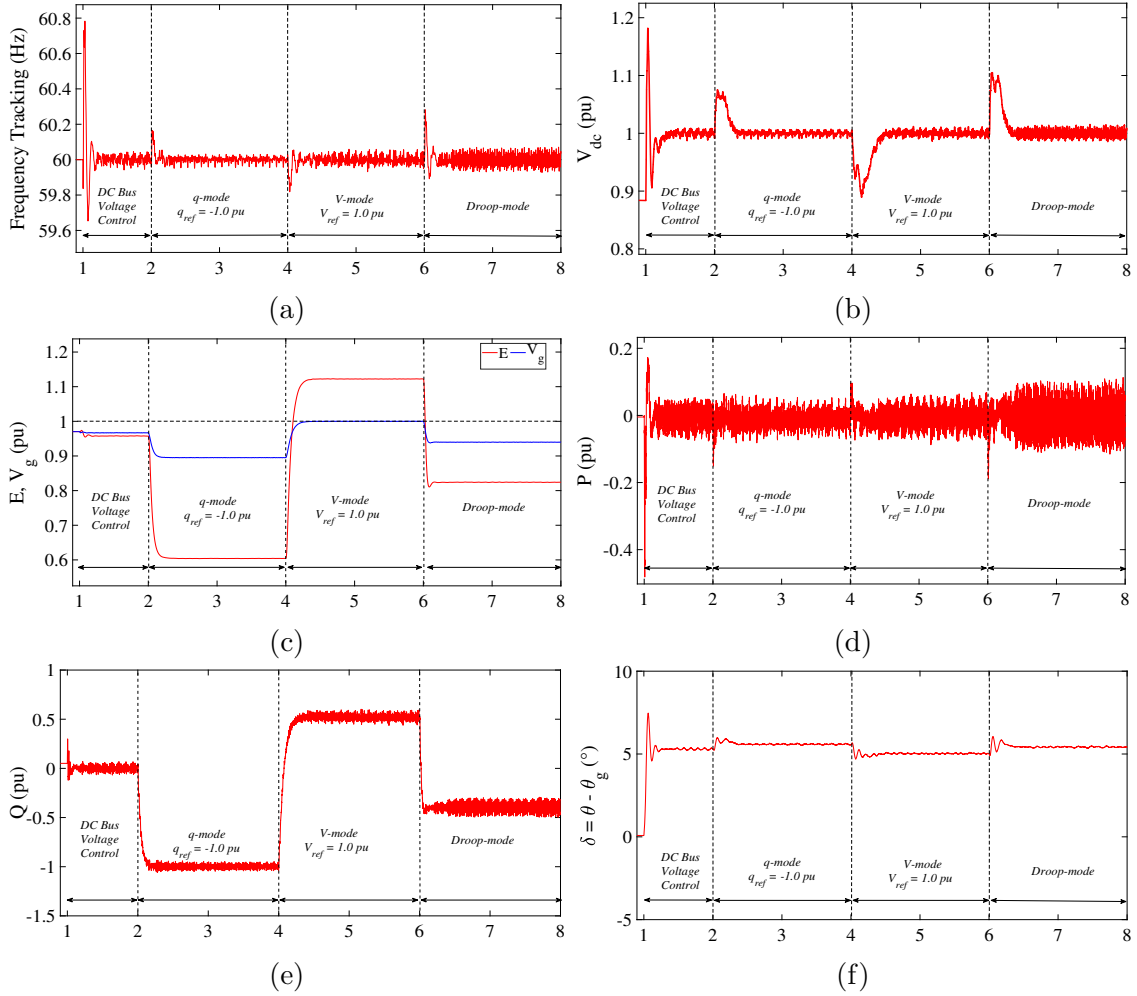 60.8
60.6
60.4
60.2
60
59.8
59.6
Frequency Tracking (Hz)
DC Bus
Voltage
Control
q-mode
q_ref = -1.0 pu
V-mode
V_ref = 1.0 pu
Droop-mode
1 2 3 4 5 6 7 8
(a)
1.2
1.1
1
0.9
0.8
V_dc (pu)
DC Bus
Voltage
Control
q-mode
q_ref = -1.0 pu
V-mode
V_ref = 1.0 pu
Droop-mode
1 2 3 4 5 6 7 8
(b)
1.2
1.1
1
0.9
0.8
0.7
0.6
E, V_g (pu)
E V_g
DC Bus
Voltage
Control
q-mode
q_ref = -1.0 pu
V-mode
V_ref = 1.0 pu
Droop-mode
1 2 3 4 5 6 7 8
(c)
0.2
0
-0.2
-0.4
P (pu)
DC Bus
Voltage
Control
q-mode
q_ref = -1.0 pu
V-mode
V_ref = 1.0 pu
Droop-mode
1 2 3 4 5 6 7 8
(d)
1
0.5
0
-0.5
-1
-1.5
Q (pu)
DC Bus
Voltage
Control
q-mode
q_ref = -1.0 pu
V-mode
V_ref = 1.0 pu
Droop-mode
1 2 3 4 5 6 7 8
(e)
10
5
0
-5
δ = θ - θ_g (°)
DC Bus
Voltage
Control
q-mode
q_ref = -1.0 pu
V-mode
V_ref = 1.0 pu
Droop-mode
1 2 3 4 5 6 7 8
(f)